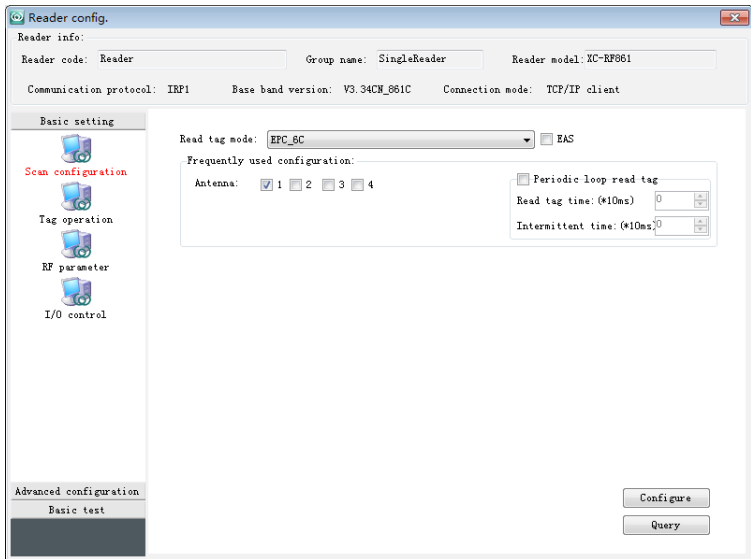 Reader config.
Reader info:
Reader code: Reader Group name: SingleReader Reader model: XC-RF861
Communication protocol: IRP1 Base band version: V3.34CN_861C Connection mode: TCP/IP client
Basic setting
Read tag mode: EPC_6C EAS
Scan configuration
Frequently used configuration:
Antenna: 1 2 3 4
Periodic loop read tag
Read tag time:(*10ms) 0
Intermittent time:(*10ms) 0
Tag operation
RF parameter
I/O control
Advanced configuration
Basic test
Configure
Query